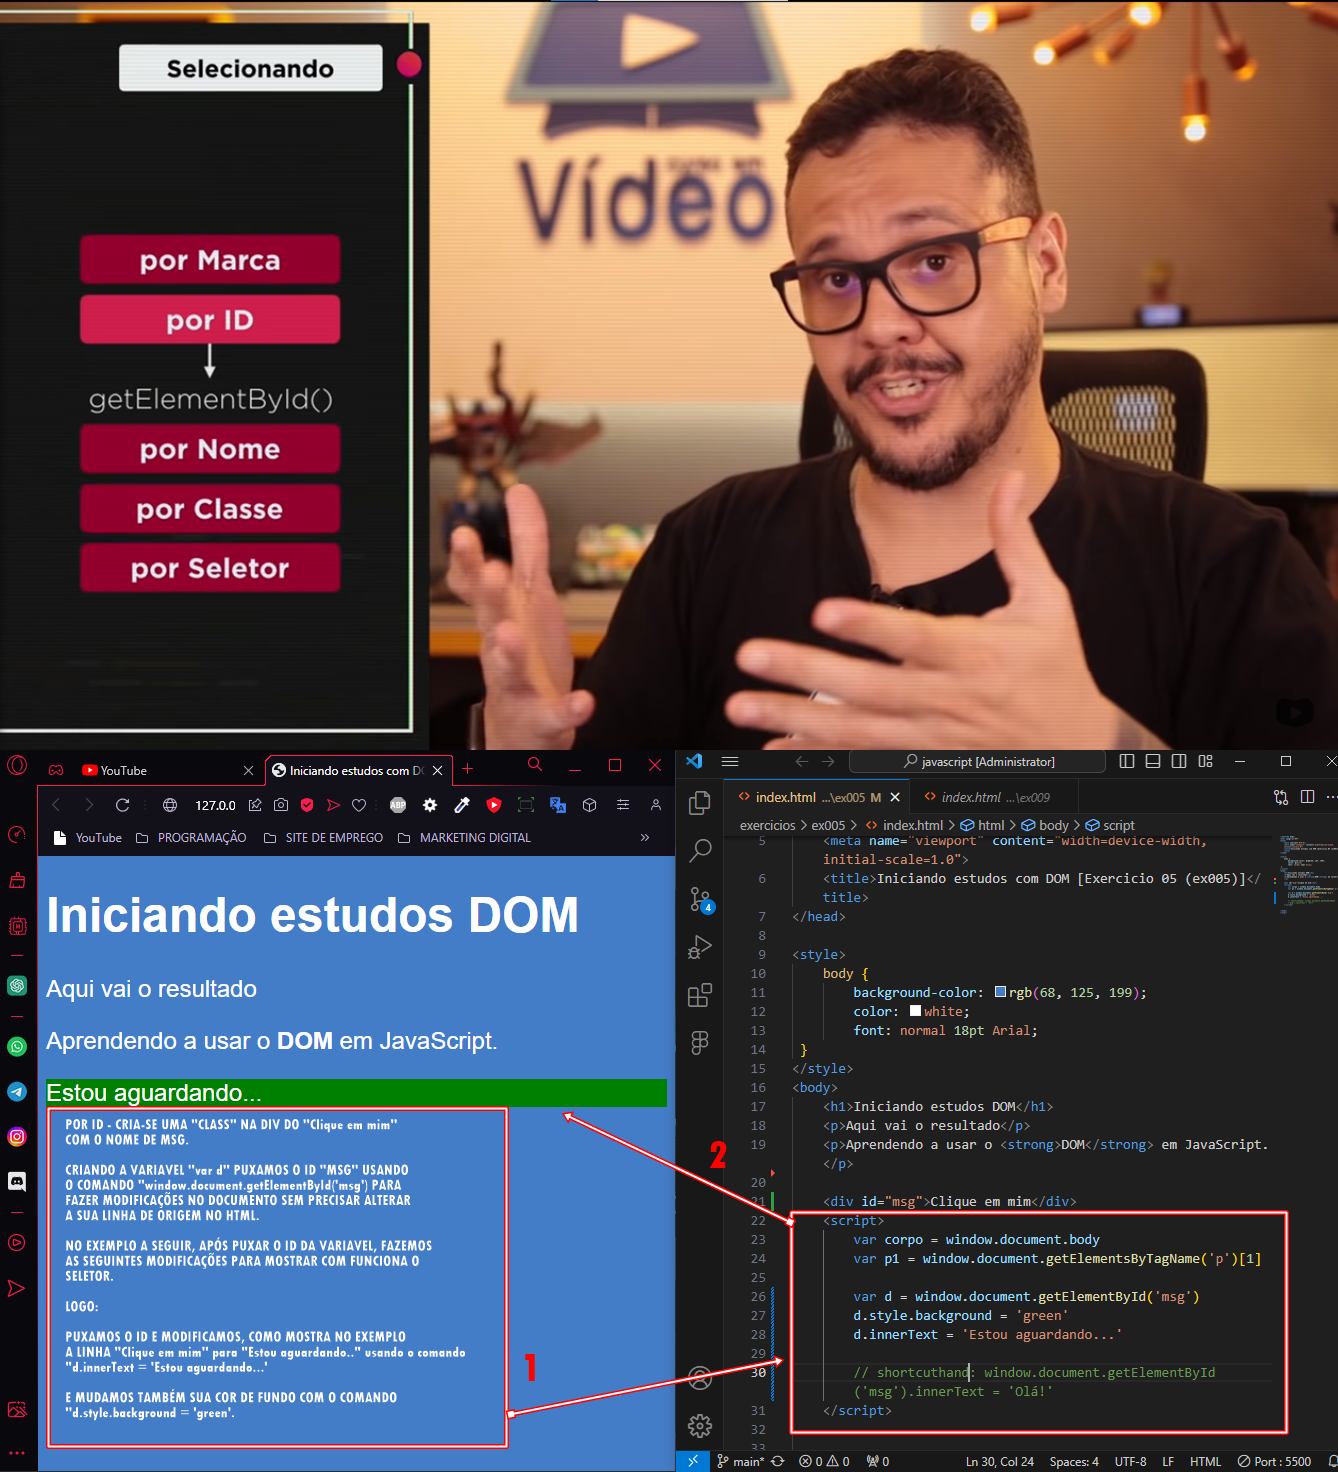 Selecionando
por Marca
por ID
getElementById()
por Nome
por Classe
por Seletor
Vídeo
YouTube
Iniciando estudos com DO
127.0.0
ABP
YouTube
PROGRAMAÇÃO
SITE DE EMPREGO
MARKETING DIGITAL
»
Iniciando estudos DOM
Aqui vai o resultado
Aprendendo a usar o DOM em JavaScript.
Estou aguardando...
POR ID - CRIA-SE UMA "CLASS" NA DIV DO "Clique em mim"
COM O NOME DE MSG.
CRIANDO A VARIAVEL "var d" PUXAMOS O ID "MSG" USANDO
O COMANDO "window.document.getElementById('msg') PARA
FAZER MODIFICAÇÕES NO DOCUMENTO SEM PRECISAR ALTERAR
A SUA LINHA DE ORIGEM NO HTML.
NO EXEMPLO A SEGUIR, APÓS PUXAR O ID DA VARIAVEL, FAZEMOS
AS SEGUINTES MODIFICAÇÕES PARA MOSTRAR COM FUNCIONA O
SELETOR.
LOGO:
PUXAMOS O ID E MODIFICAMOS, COMO MOSTRA NO EXEMPLO
A LINHA "Clique em mim" para "Estou aguardando.." usando o comando
"d.innerText = 'Estou aguardando...'
E MUDAMOS TAMBÉM SUA COR DE FUNDO COM O COMANDO
"d.style.background = 'green'.
1
2
javascript [Administrator]
index.html ...\ex005 M
index.html ...\ex009
exercicios > ex005 > index.html > html > body > script
4
5 <meta name="viewport" content="width=device-width,
initial-scale=1.0">
6 <title>Iniciando estudos com DOM [Exercicio 05 (ex005)]</
title>
7 </head>
8
9 <style>
10 body {
11 background-color: rgb(68, 125, 199);
12 color: white;
13 font: normal 18pt Arial;
14 }
15 </style>
16 <body>
17 <h1>Iniciando estudos DOM</h1>
18 <p>Aqui vai o resultado</p>
19 <p>Aprendendo a usar o <strong>DOM</strong> em JavaScript.
</p>
20
21 <div id="msg">Clique em mim</div>
22 <script>
23 var corpo = window.document.body
24 var p1 = window.document.getElementsByTagName('p')[1]
25
26 var d = window.document.getElementById('msg')
27 d.style.background = 'green'
28 d.innerText = 'Estou aguardando...'
29
30 // shortcuthand: window.document.getElementById
('msg').innerText = 'Olá!'
31 </script>
32
33
main* 0 0 0 Ln 30, Col 24 Spaces: 4 UTF-8 LF HTML Port : 5500